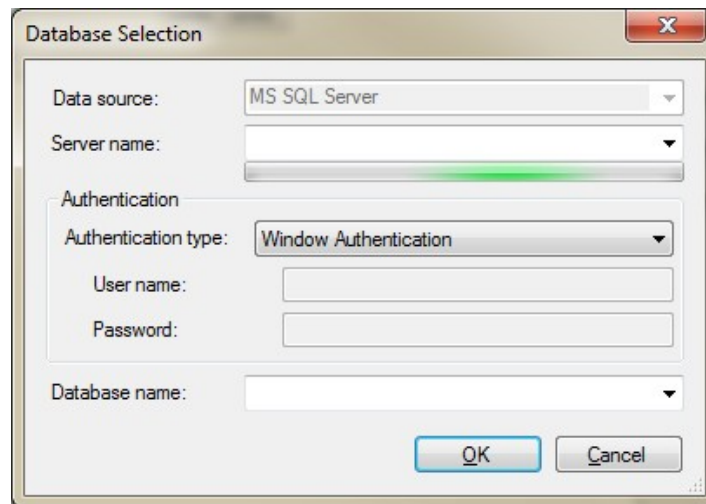 Database Selection
Data source: MS SQL Server
Server name:
Authentication
Authentication type: Window Authentication
User name:
Password:
Database name:
OK Cancel